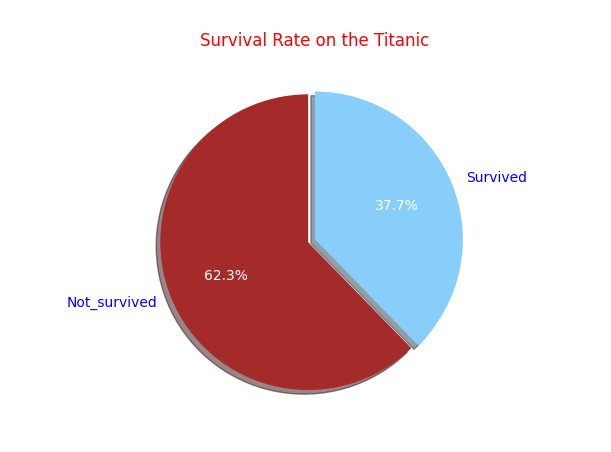 Survival Rate on the Titanic
Survived
37.7%
62.3%
Not_survived